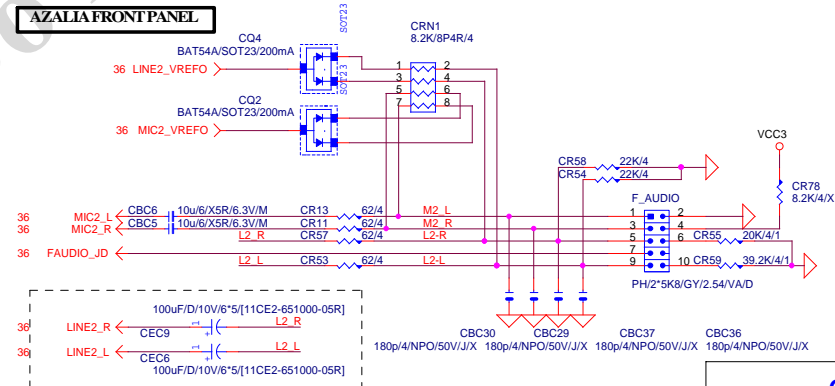 AZALIA FRONT PANEL
SOT23
CQ4
BAT54A/SOT23/200mA
CRN1
8.2K/8P4R/4
36 LINE2_VREFO
SOT23
1 2
3 4
5 6
7 8
CQ2
BAT54A/SOT23/200mA
36 MIC2_VREFO
VCC3
CR58 22K/4
CR54 22K/4
CR78
8.2K/4/X
F_AUDIO
36 MIC2_L CBC6 10u/6/X5R/6.3V/M CR13 62/4 M2_L 1 2
36 MIC2_R CBC5 10u/6/X5R/6.3V/M CR11 62/4 M2_R 3 4
L2_R CR57 62/4 L2-R 5 6 CR55 20K/4/1
36 FAUDIO_JD 7
L2_L CR53 62/4 L2-L 9 10 CR59 39.2K/4/1
PH/2*5K8/GY/2.54/VA/D
100uF/D/10V/6*5/[11CE2-651000-05R]
36 LINE2_R CEC9 1 + L2_R
36 LINE2_L CEC6 1 + L2_L
100uF/D/10V/6*5/[11CE2-651000-05R]
CBC30 CBC29 CBC37 CBC36
180p/4/NPO/50V/J/X 180p/4/NPO/50V/J/X 180p/4/NPO/50V/J/X 180p/4/NPO/50V/J/X